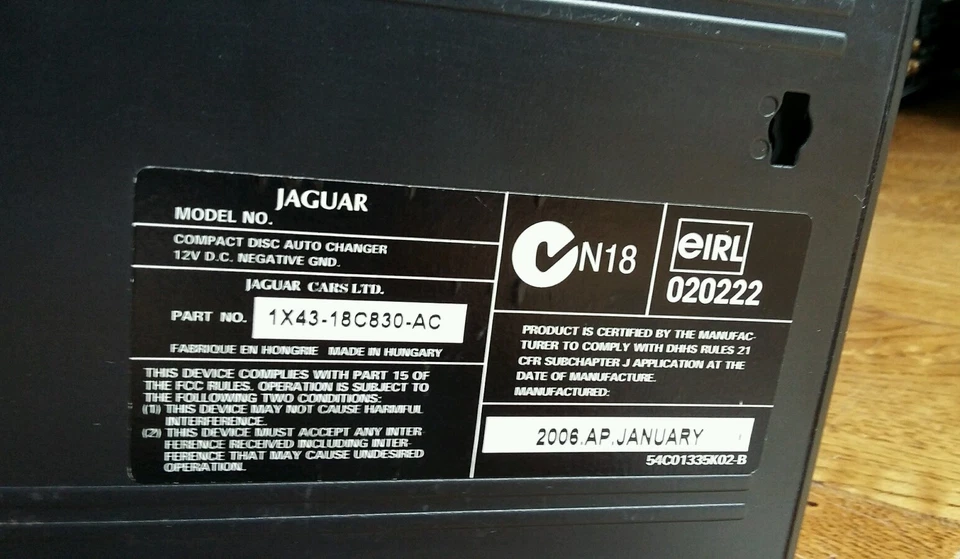 JAGUAR
MODEL NO.
COMPACT DISC AUTO CHANGER
12V D.C. NEGATIVE GND.
JAGUAR CARS LTD.
PART NO. 1X43-18C830-AC
FABRIQUE EN HONGRIE MADE IN HUNGARY
THIS DEVICE COMPLIES WITH PART 15 OF
THE FCC RULES. OPERATION IS SUBJECT TO
THE FOLLOWING TWO CONDITIONS:
(1) THIS DEVICE MAY NOT CAUSE HARMFUL
INTERFERENCE.
(2) THIS DEVICE MUST ACCEPT ANY INTER-
FERENCE RECEIVED INCLUDING INTER-
FERENCE THAT MAY CAUSE UNDESIRED
OPERATION.
N18
eIRL
020222
PRODUCT IS CERTIFIED BY THE MANUFAC-
TURER TO COMPLY WITH DHHS RULES 21
CFR SUBCHAPTER J APPLICATION AT THE
DATE OF MANUFACTURE.
MANUFACTURED:
2006.AP.JANUARY
54C01335K02-B